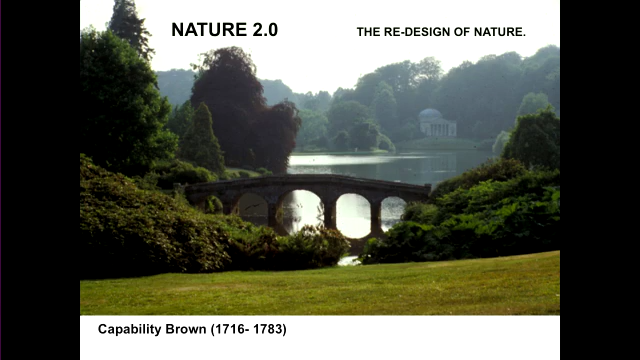 NATURE 2.0
THE RE-DESIGN OF NATURE.
Capability Brown (1716- 1783)